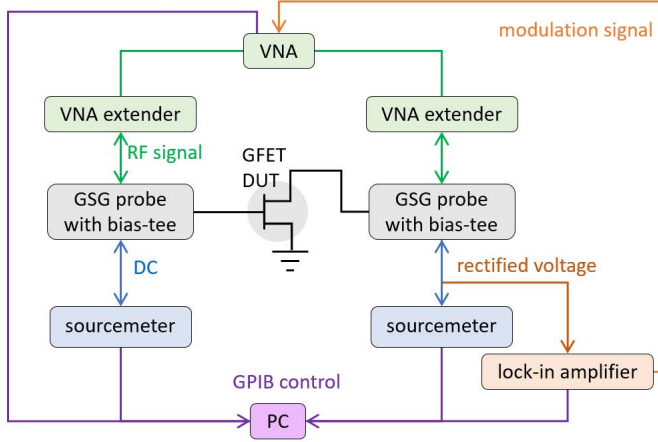 modulation signal
VNA
VNA extender
VNA extender
RF signal
GFET
DUT
GSG probe
with bias-tee
GSG probe
with bias-tee
DC
rectified voltage
sourcemeter
sourcemeter
lock-in amplifier
GPIB control
PC